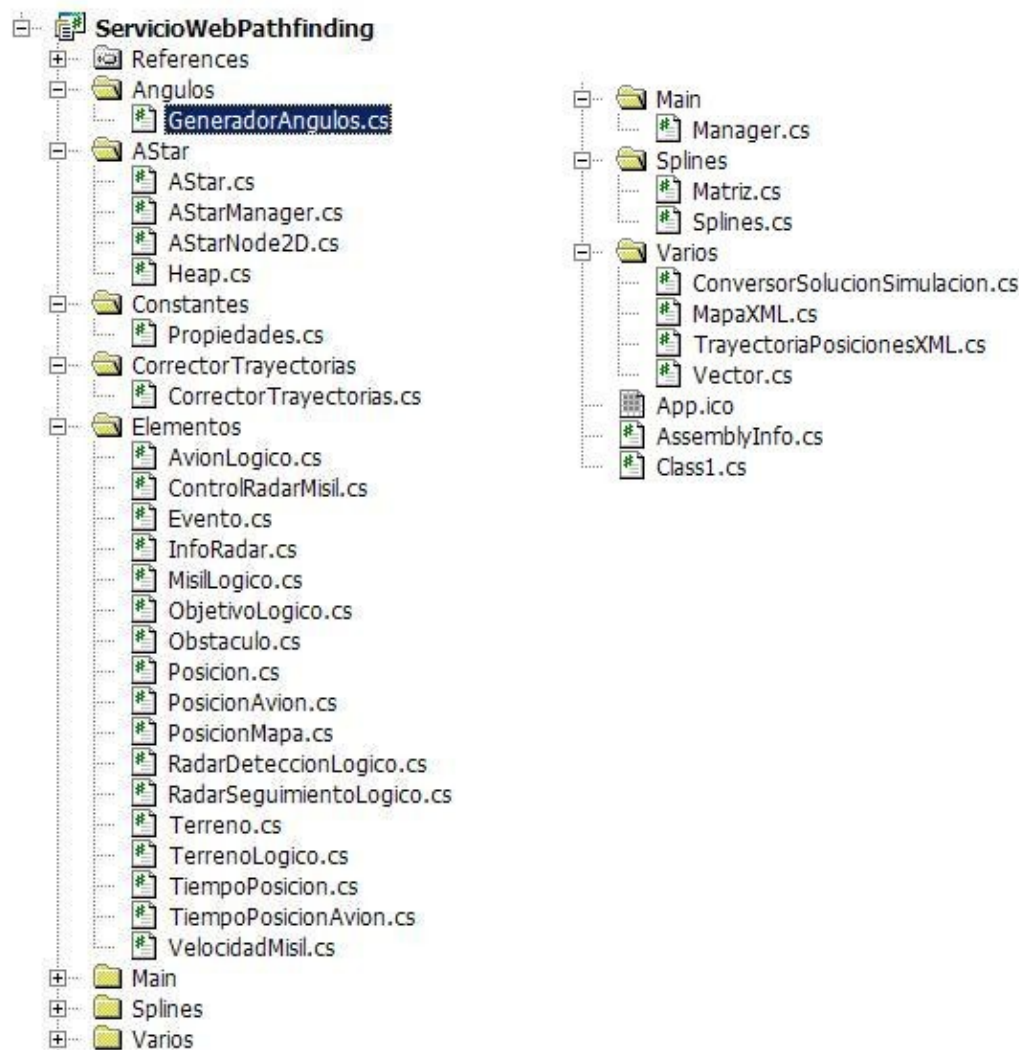 ServicioWebPathfinding
References
Angulos
GeneradorAngulos.cs
AStar
AStar.cs
AStarManager.cs
AStarNode2D.cs
Heap.cs
Constantes
Propiedades.cs
CorrectorTrayectorias
CorrectorTrayectorias.cs
Elementos
AvionLogico.cs
ControlRadarMisil.cs
Evento.cs
InfoRadar.cs
MisilLogico.cs
ObjetivoLogico.cs
Obstaculo.cs
Posicion.cs
PosicionAvion.cs
PosicionMapa.cs
RadarDeteccionLogico.cs
RadarSeguimientoLogico.cs
Terreno.cs
TerrenoLogico.cs
TiempoPosicion.cs
TiempoPosicionAvion.cs
VelocidadMisil.cs
Main
Splines
Varios
Main
Manager.cs
Splines
Matriz.cs
Splines.cs
Varios
ConversorSolucionSimulacion.cs
MapaXML.cs
TrayectoriaPosicionesXML.cs
Vector.cs
App.ico
AssemblyInfo.cs
Class1.cs